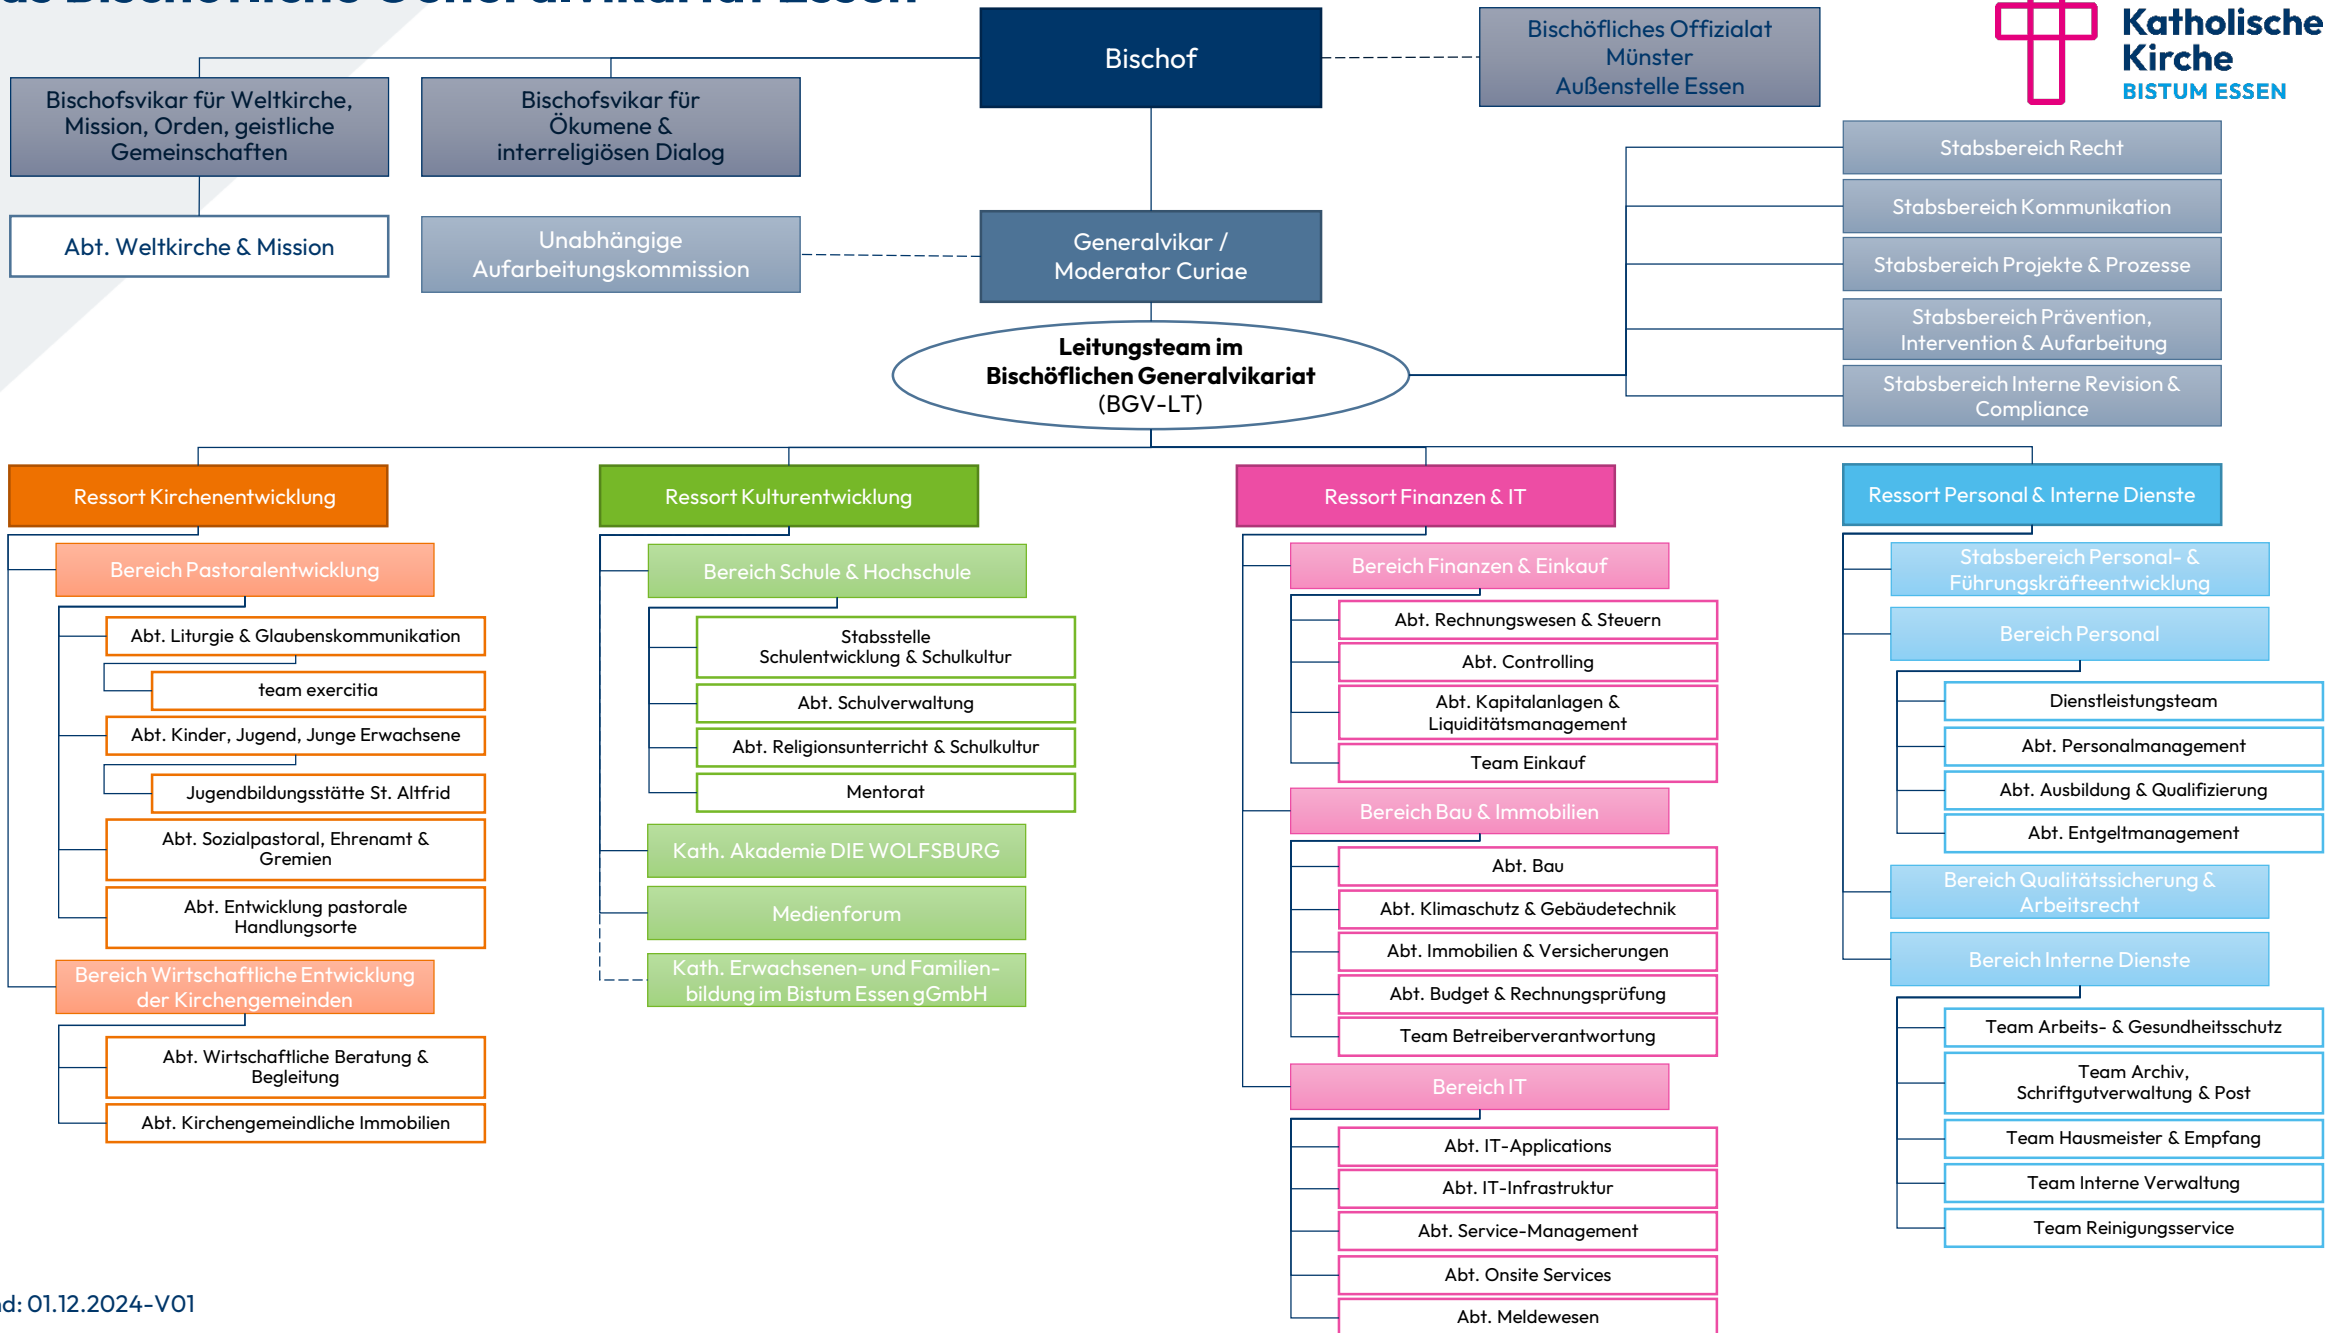 Bischöfliche Generalvikariat Essen
Katholische
Kirche
BISTUM ESSEN
Bischof
Bischöfliches Offizialat
Münster
Außenstelle Essen
Bischofsvikar für Weltkirche,
Mission, Orden, geistliche
Gemeinschaften
Bischofsvikar für
Ökumene &
interreligiösen Dialog
Abt. Weltkirche & Mission
Unabhängige
Aufarbeitungskommission
Generalvikar /
Moderator Curiae
Stabsbereich Recht
Stabsbereich Kommunikation
Stabsbereich Projekte & Prozesse
Stabsbereich Prävention,
Intervention & Aufarbeitung
Stabsbereich Interne Revision &
Compliance
Leitungsteam im
Bischöflichen Generalvikariat
(BGV-LT)
Ressort Kirchenentwicklung
Bereich Pastoralentwicklung
Abt. Liturgie & Glaubenskommunikation
team exercitia
Abt. Kinder, Jugend, Junge Erwachsene
Jugendbildungsstätte St. Altfrid
Abt. Sozialpastoral, Ehrenamt &
Gremien
Abt. Entwicklung pastorale
Handlungsorte
Bereich Wirtschaftliche Entwicklung
der Kirchengemeinden
Abt. Wirtschaftliche Beratung &
Begleitung
Abt. Kirchengemeindliche Immobilien
Ressort Kulturentwicklung
Bereich Schule & Hochschule
Stabsstelle
Schulentwicklung & Schulkultur
Abt. Schulverwaltung
Abt. Religionsunterricht & Schulkultur
Mentorat
Kath. Akademie DIE WOLFSBURG
Medienforum
Kath. Erwachsenen- und Familien-
bildung im Bistum Essen gGmbH
Ressort Finanzen & IT
Bereich Finanzen & Einkauf
Abt. Rechnungswesen & Steuern
Abt. Controlling
Abt. Kapitalanlagen &
Liquiditätsmanagement
Team Einkauf
Bereich Bau & Immobilien
Abt. Bau
Abt. Klimaschutz & Gebäudetechnik
Abt. Immobilien & Versicherungen
Abt. Budget & Rechnungsprüfung
Team Betreiberverantwortung
Bereich IT
Abt. IT-Applications
Abt. IT-Infrastruktur
Abt. Service-Management
Abt. Onsite Services
Abt. Meldewesen
Ressort Personal & Interne Dienste
Stabsbereich Personal- &
Führungskräfteentwicklung
Bereich Personal
Dienstleistungsteam
Abt. Personalmanagement
Abt. Ausbildung & Qualifizierung
Abt. Entgeltmanagement
Bereich Qualitätssicherung &
Arbeitsrecht
Bereich Interne Dienste
Team Arbeits- & Gesundheitsschutz
Team Archiv,
Schriftgutverwaltung & Post
Team Hausmeister & Empfang
Team Interne Verwaltung
Team Reinigungsservice
01.12.2024-V01